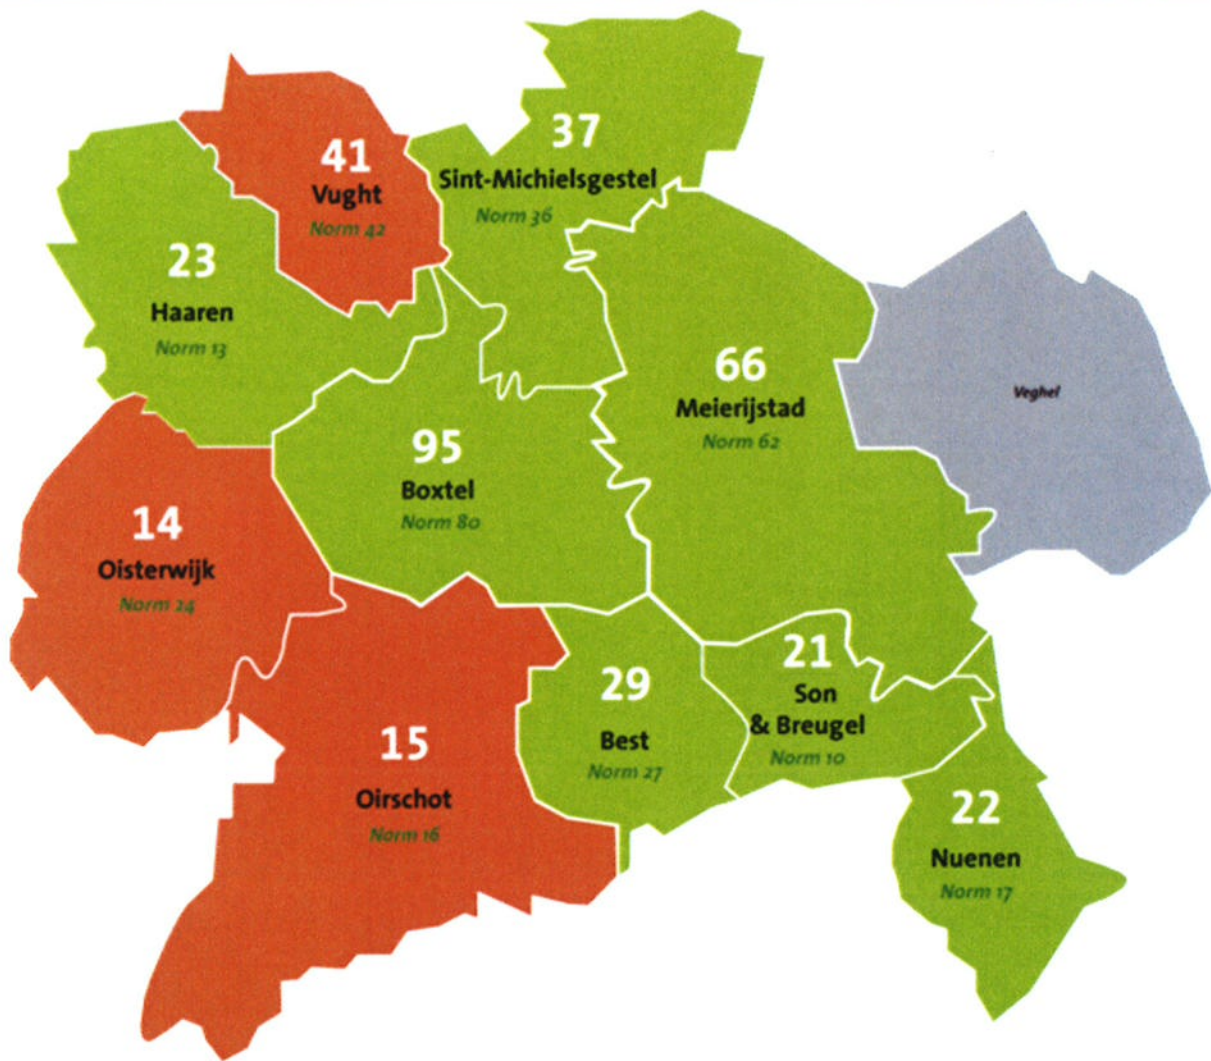 37
Sint-Michielsgestel
Norm 36
41
Vught
Norm 42
23
Haaren
Norm 13
66
Meierijstad
Norm 62
Veghel
95
Boxtel
Norm 80
14
Oisterwijk
Norm 24
21
Son
& Breugel
Norm 10
29
Best
Norm 27
15
Oirschot
Norm 16
22
Nuenen
Norm 17